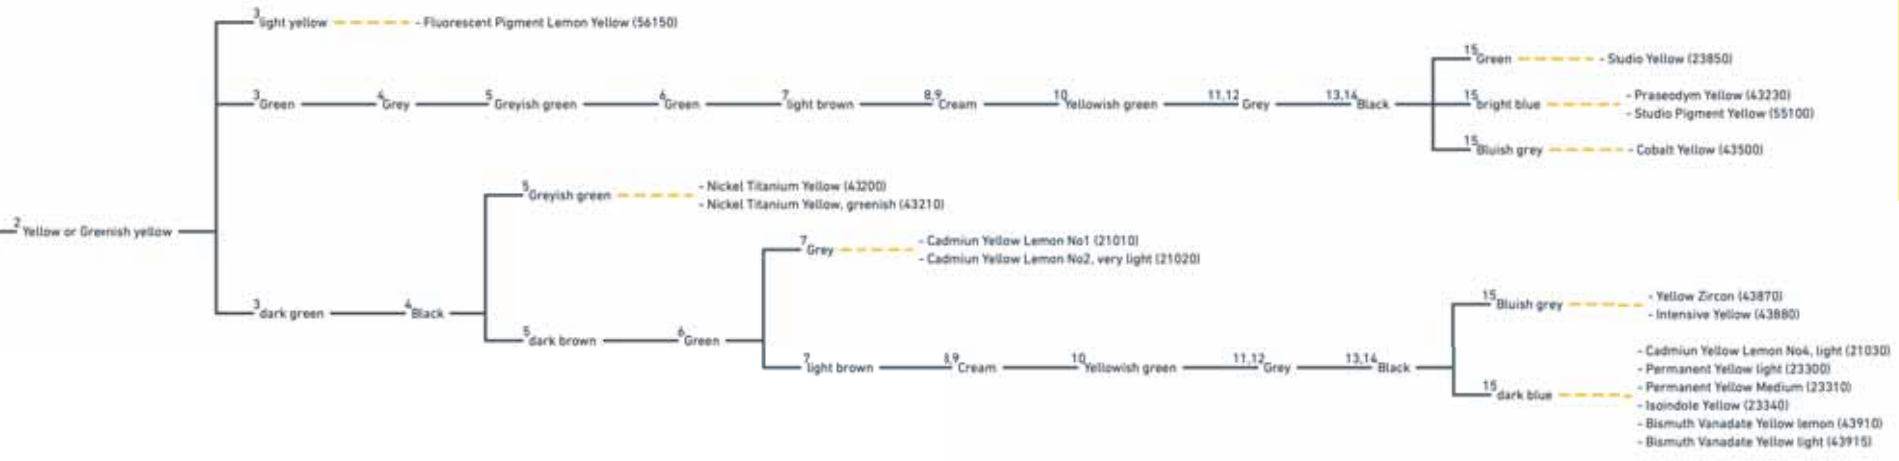 3 light yellow - Fluorescent Pigment Lemon Yellow (56150)
15 Green - Studio Yellow (23850)
3 Green 4 Grey 5 Greyish green 6 Green 7 light brown 8,9 Cream 10 Yellowish green 11,12 Grey 13,14 Black 15 bright blue - Praseodym Yellow (43230)
- Studio Pigment Yellow (55100)
15 Bluish grey - Cobalt Yellow (43500)
5 Greyish green - Nickel Titanium Yellow (43200)
- Nickel Titanium Yellow, greenish (43210)
2 Yellow or Greenish yellow
7 Grey - Cadmiun Yellow Lemon No1 (21010)
- Cadmiun Yellow Lemon No2, very light (21020)
3 dark green 4 Black
15 Bluish grey - Yellow Zircon (43870)
- Intensive Yellow (43880)
5 dark brown 6 Green
7 light brown 8,9 Cream 10 Yellowish green 11,12 Grey 13,14 Black
15 dark blue - Cadmiun Yellow Lemon No4, light (21030)
- Permanent Yellow light (23300)
- Permanent Yellow Medium (23310)
- Isoindole Yellow (23340)
- Bismuth Vanadate Yellow lemon (43910)
- Bismuth Vanadate Yellow light (43915)